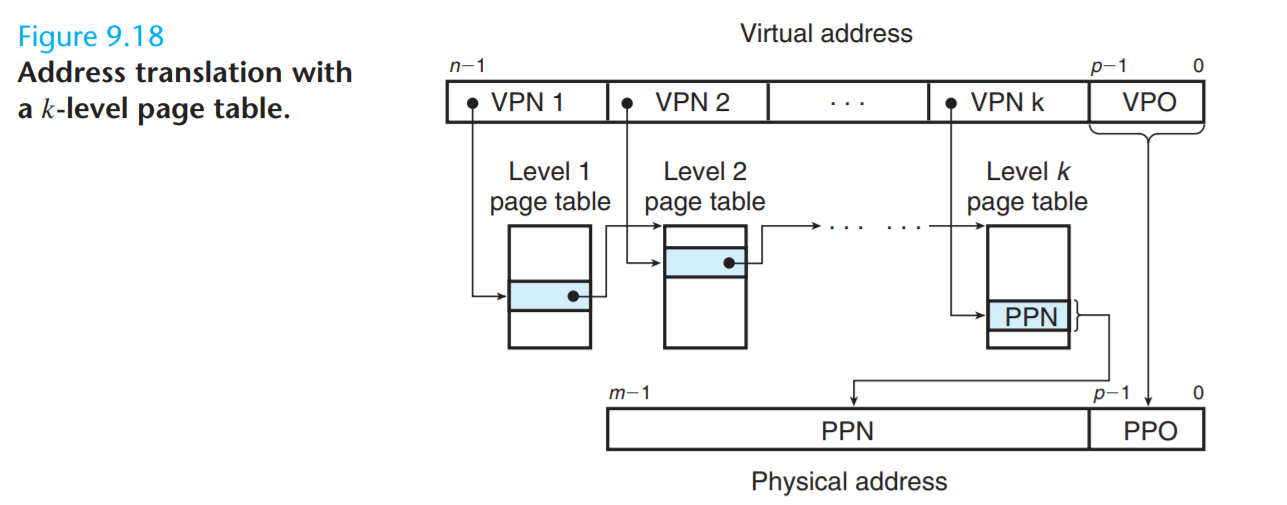 Figure 9.18
Address translation with
a k-level page table.
Virtual address
n−1
p−1
0
VPN 1
VPN 2
· · ·
VPN k
VPO
Level 1
page table
Level 2
page table
Level k
page table
· · ·
· · ·
PPN
m−1
p−1
0
PPN
PPO
Physical address